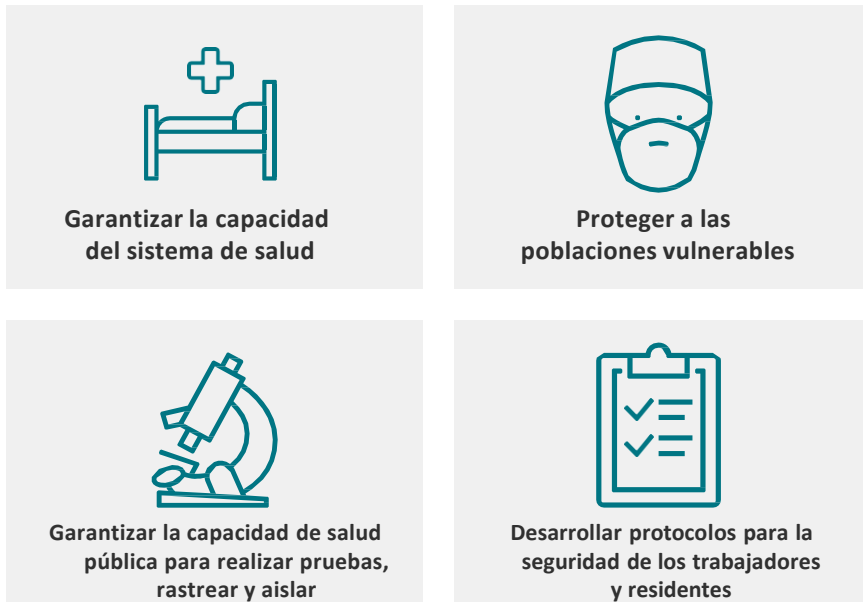 Garantizar la capacidad
del sistema de salud
Proteger a las
poblaciones vulnerables
Garantizar la capacidad de salud
pública para realizar pruebas,
rastrear y aislar
Desarrollar protocolos para la
seguridad de los trabajadores
y residentes